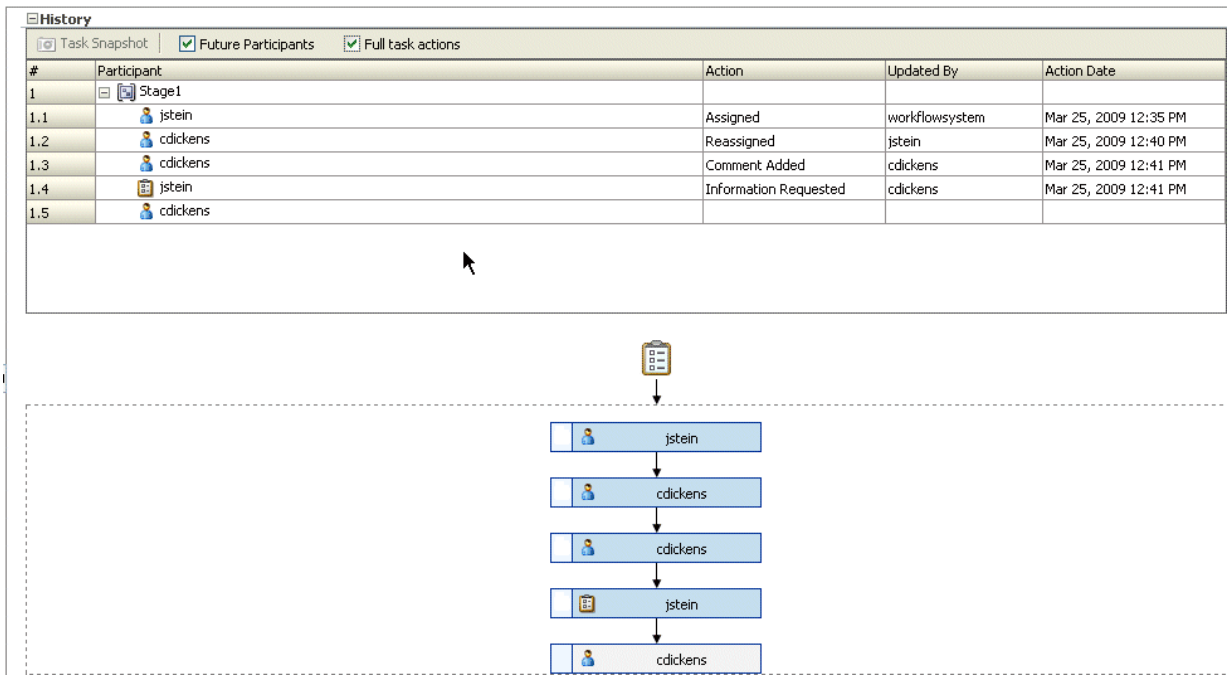 History
Task Snapshot Future Participants Full task actions
# Participant Action Updated By Action Date
1 Stage1
1.1 jstein Assigned workflowsystem Mar 25, 2009 12:35 PM
1.2 cdickens Reassigned jstein Mar 25, 2009 12:40 PM
1.3 cdickens Comment Added cdickens Mar 25, 2009 12:41 PM
1.4 jstein Information Requested cdickens Mar 25, 2009 12:41 PM
1.5 cdickens
jstein
cdickens
cdickens
jstein
cdickens